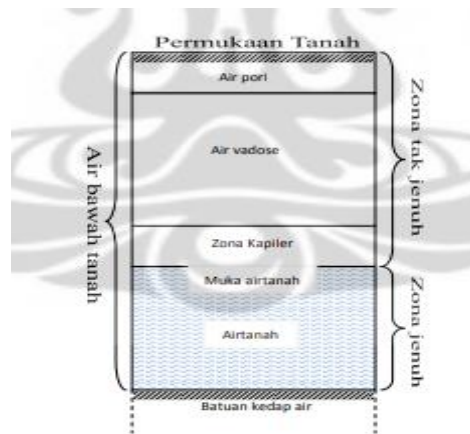 Permukaan Tanah
Air pori
Air vadose
Zona Kapiler
Muka airtanah
Airtanah
Batuan kedap air
Air bawah tanah
Zona tak jenuh
Zona jenuh